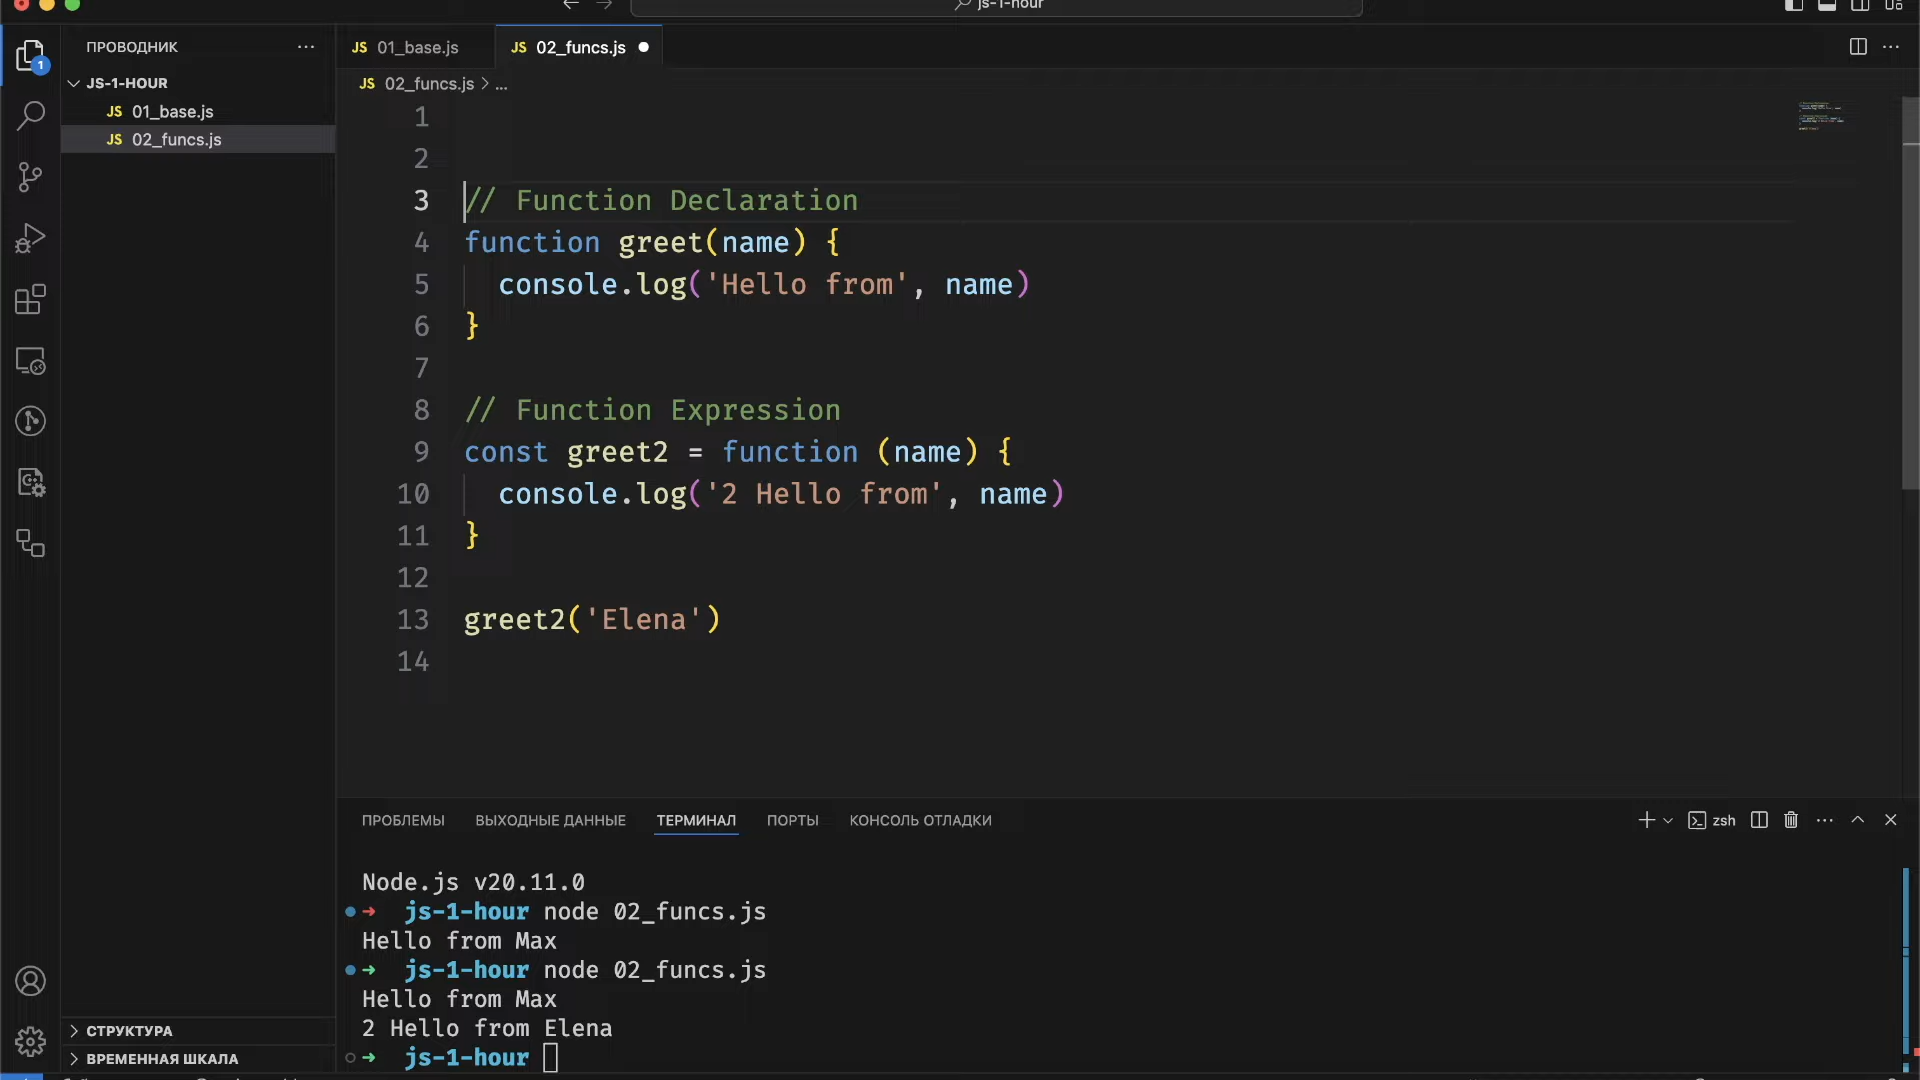 js-1-hour
ПРОВОДНИК
JS 01_base.js
JS 02_funcs.js
1
JS-1-HOUR
JS 02_funcs.js > ...
JS 01_base.js
JS 02_funcs.js
1
2
3 // Function Declaration
4 function greet(name) {
5 console.log('Hello from', name)
6 }
7
8 // Function Expression
9 const greet2 = function (name) {
10 console.log('2 Hello from', name)
11 }
12
13 greet2('Elena')
14
ПРОБЛЕМЫ ВЫХОДНЫЕ ДАННЫЕ ТЕРМИНАЛ ПОРТЫ КОНСОЛЬ ОТЛАДКИ
zsh
Node.js v20.11.0
➜ js-1-hour node 02_funcs.js
Hello from Max
➜ js-1-hour node 02_funcs.js
Hello from Max
2 Hello from Elena
➜ js-1-hour
СТРУКТУРА
ВРЕМЕННАЯ ШКАЛА